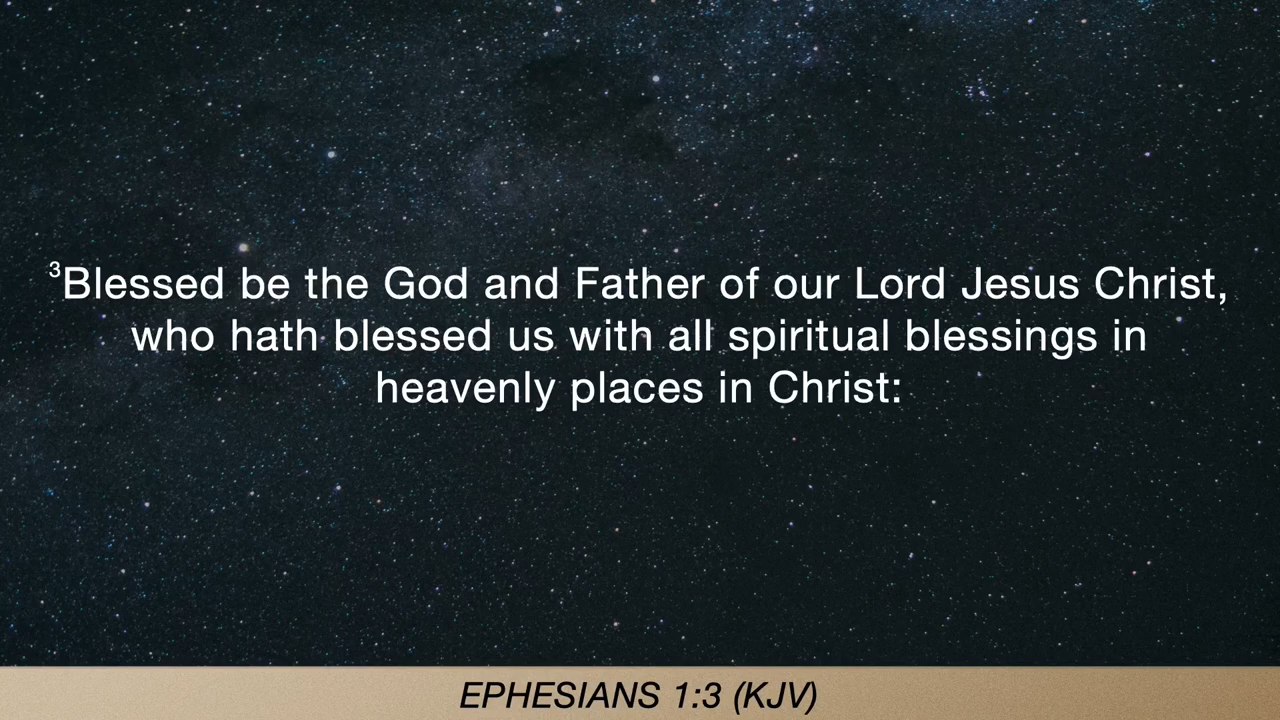 3Blessed be the God and Father of our Lord Jesus Christ,
who hath blessed us with all spiritual blessings in
heavenly places in Christ:
EPHESIANS 1:3 (KJV)